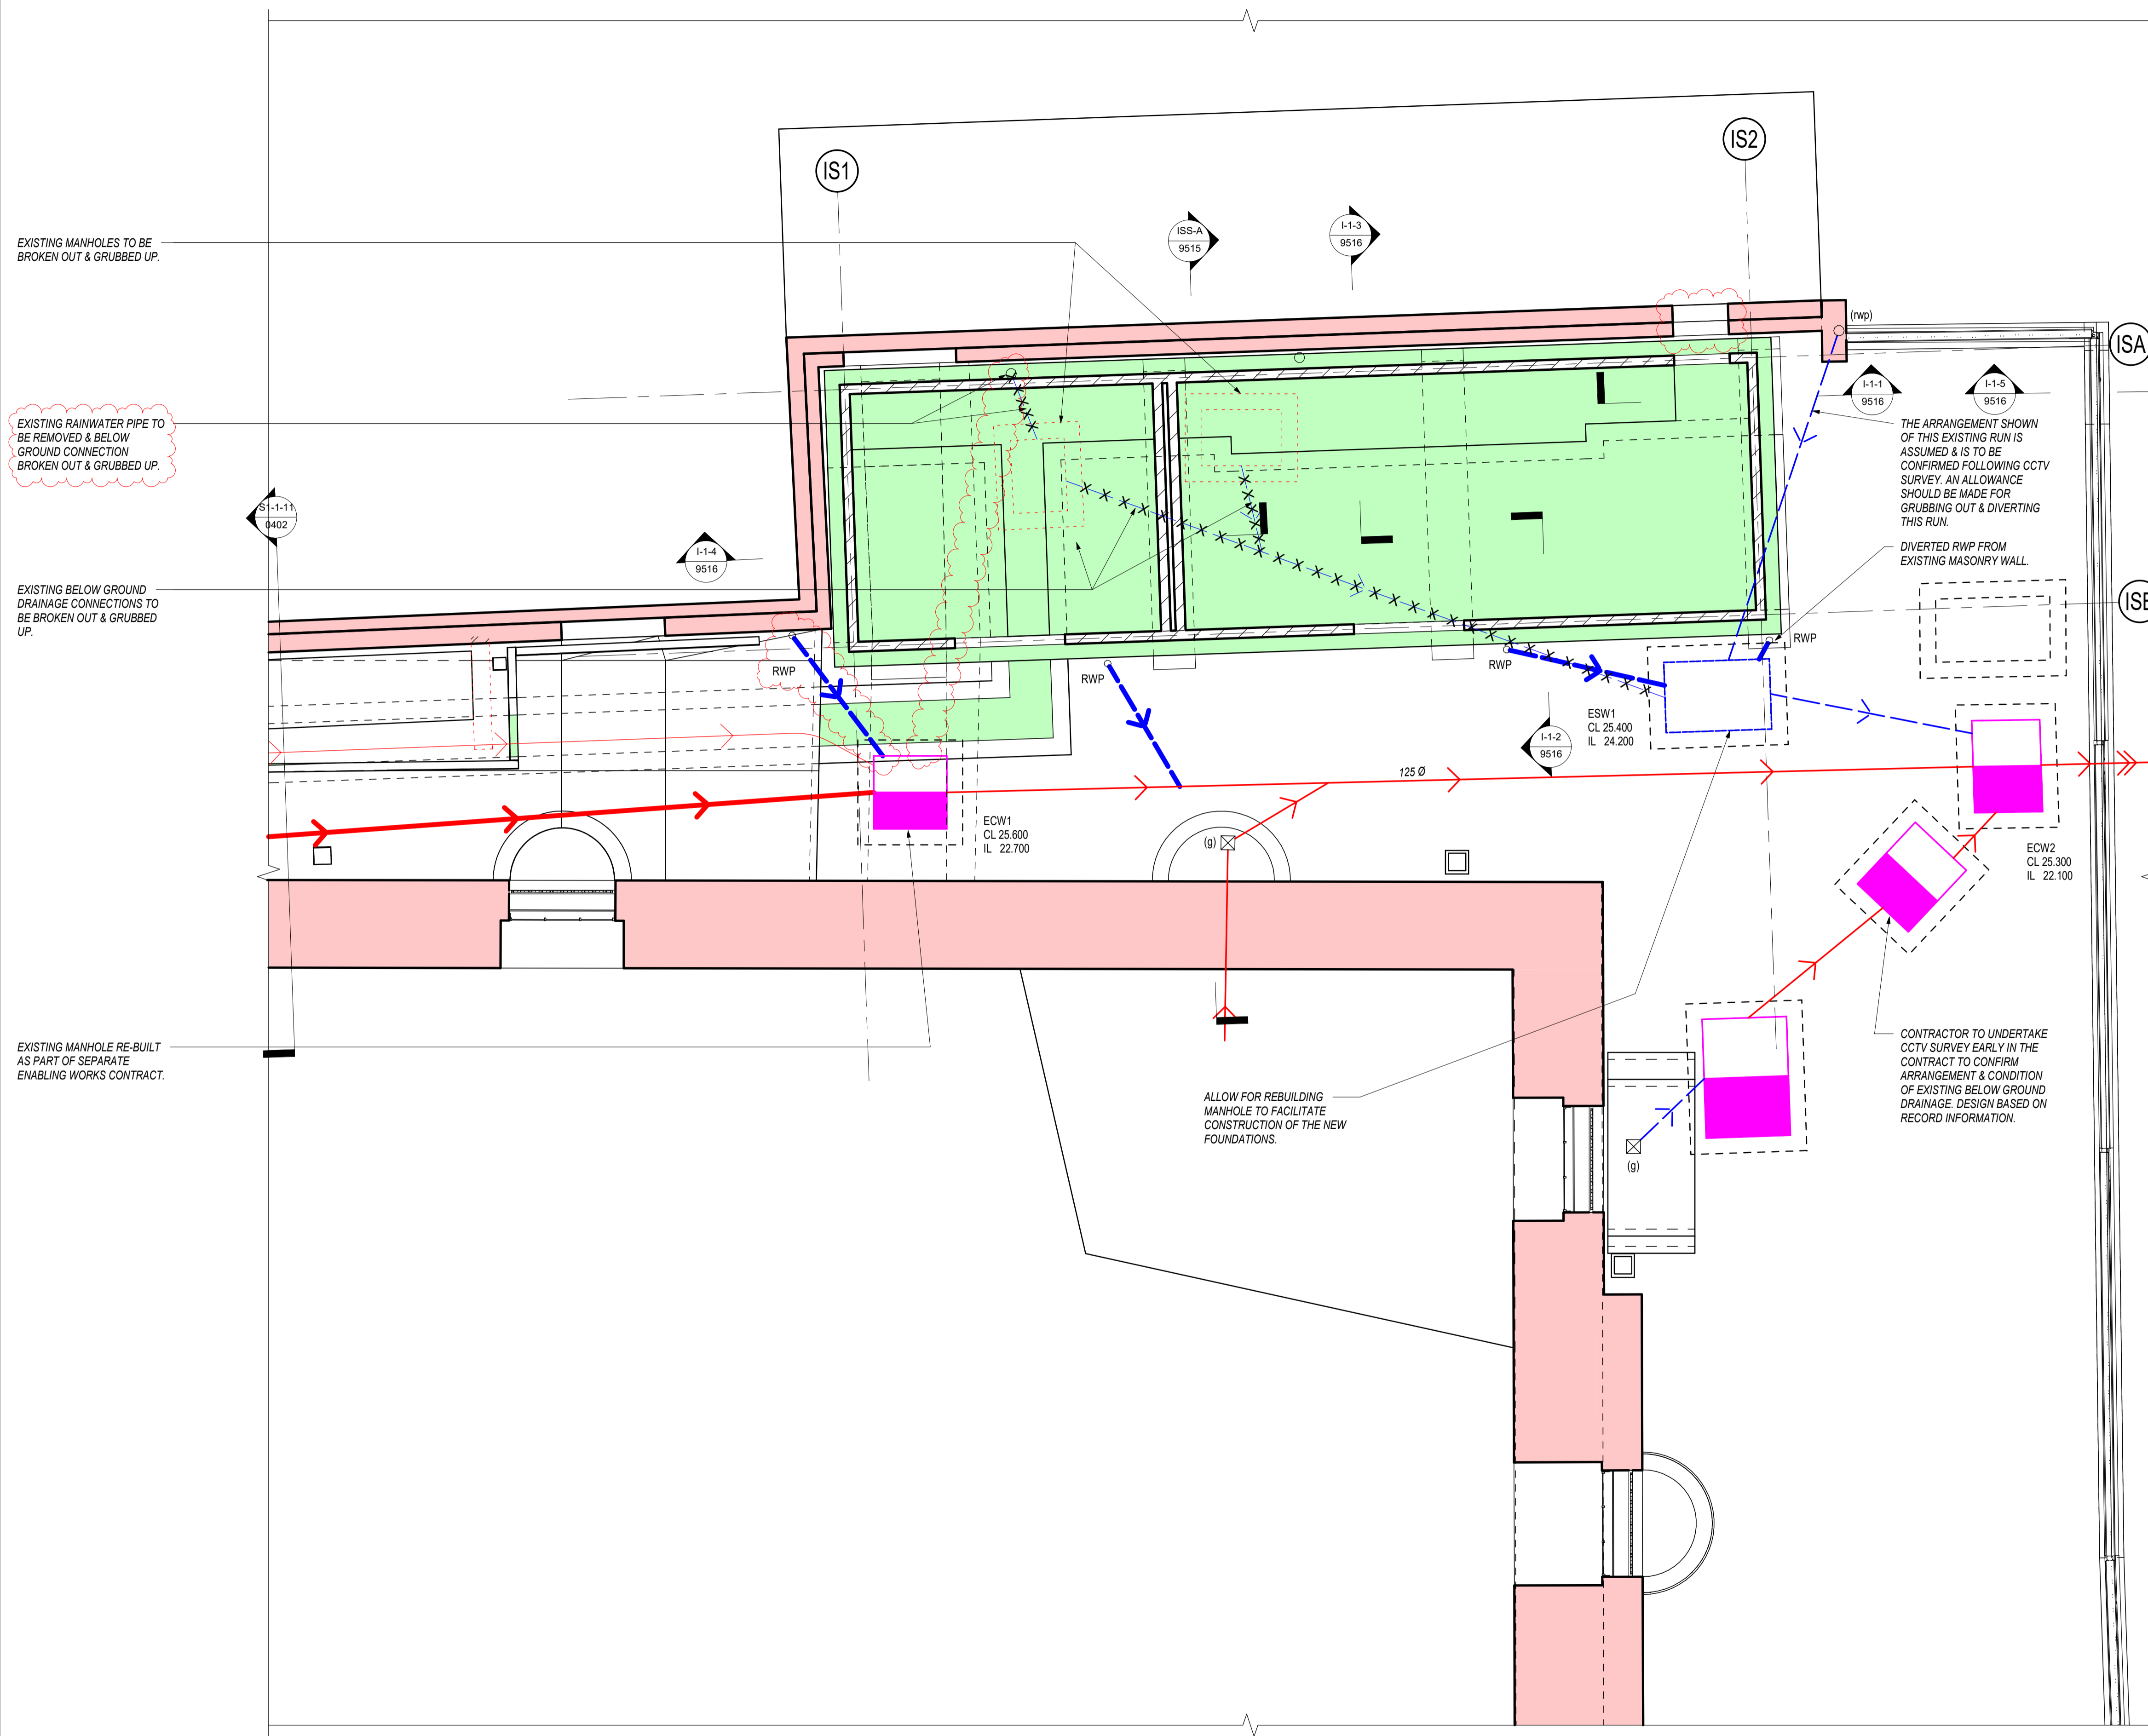 IS1
IS2
ISS-A
9515
I-1-3
9516
EXISTING MANHOLES TO BE
BROKEN OUT & GRUBBED UP.
(rwp)
ISA
I-1-1
9516
I-1-5
9516
EXISTING RAINWATER PIPE TO
BE REMOVED & BELOW
GROUND CONNECTION
BROKEN OUT & GRUBBED UP.
THE ARRANGEMENT SHOWN
OF THIS EXISTING RUN IS
ASSUMED & IS TO BE
CONFIRMED FOLLOWING CCTV
SURVEY. AN ALLOWANCE
SHOULD BE MADE FOR
GRUBBING OUT & DIVERTING
THIS RUN.
S1-1-11
0402
I-1-4
9516
DIVERTED RWP FROM
EXISTING MASONRY WALL.
EXISTING BELOW GROUND
DRAINAGE CONNECTIONS TO
BE BROKEN OUT & GRUBBED
UP.
RWP
RWP
RWP
RWP
ESW1
CL 25.400
IL 24.200
I-1-2
9516
125 Ø
ECW1
CL 25.600
IL 22.700
(g)
ECW2
CL 25.300
IL 22.100
EXISTING MANHOLE RE-BUILT
AS PART OF SEPARATE
ENABLING WORKS CONTRACT.
CONTRACTOR TO UNDERTAKE
CCTV SURVEY EARLY IN THE
CONTRACT TO CONFIRM
ARRANGEMENT & CONDITION
OF EXISTING BELOW GROUND
DRAINAGE. DESIGN BASED ON
RECORD INFORMATION.
ALLOW FOR REBUILDING
MANHOLE TO FACILITATE
CONSTRUCTION OF THE NEW
FOUNDATIONS.
(g)